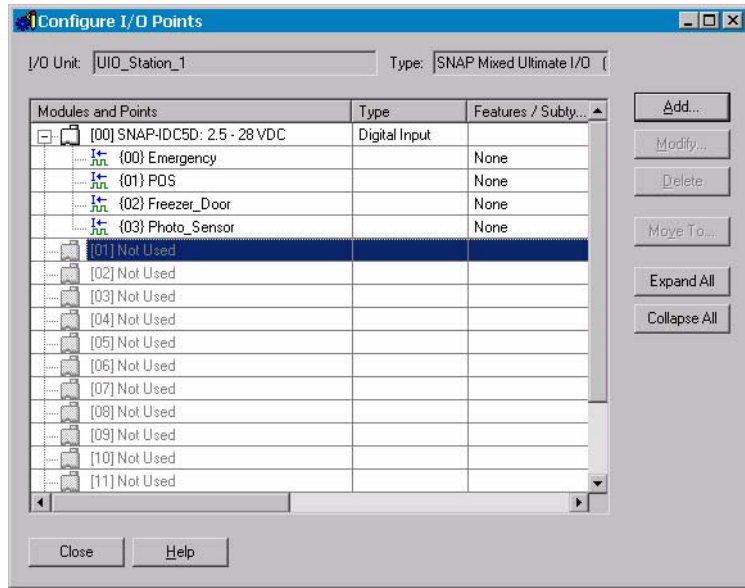 Configure I/O Points
I/O Unit: UIO_Station_1 Type: SNAP Mixed Ultimate I/O (
Modules and Points Type Features / Subty...
[00] SNAP-IDC5D: 2.5 - 28 VDC Digital Input
{00} Emergency None
{01} POS None
{02} Freezer_Door None
{03} Photo_Sensor None
[01] Not Used
[02] Not Used
[03] Not Used
[04] Not Used
[05] Not Used
[06] Not Used
[07] Not Used
[08] Not Used
[09] Not Used
[10] Not Used
[11] Not Used
Add...
Modify...
Delete
Move To...
Expand All
Collapse All
Close Help